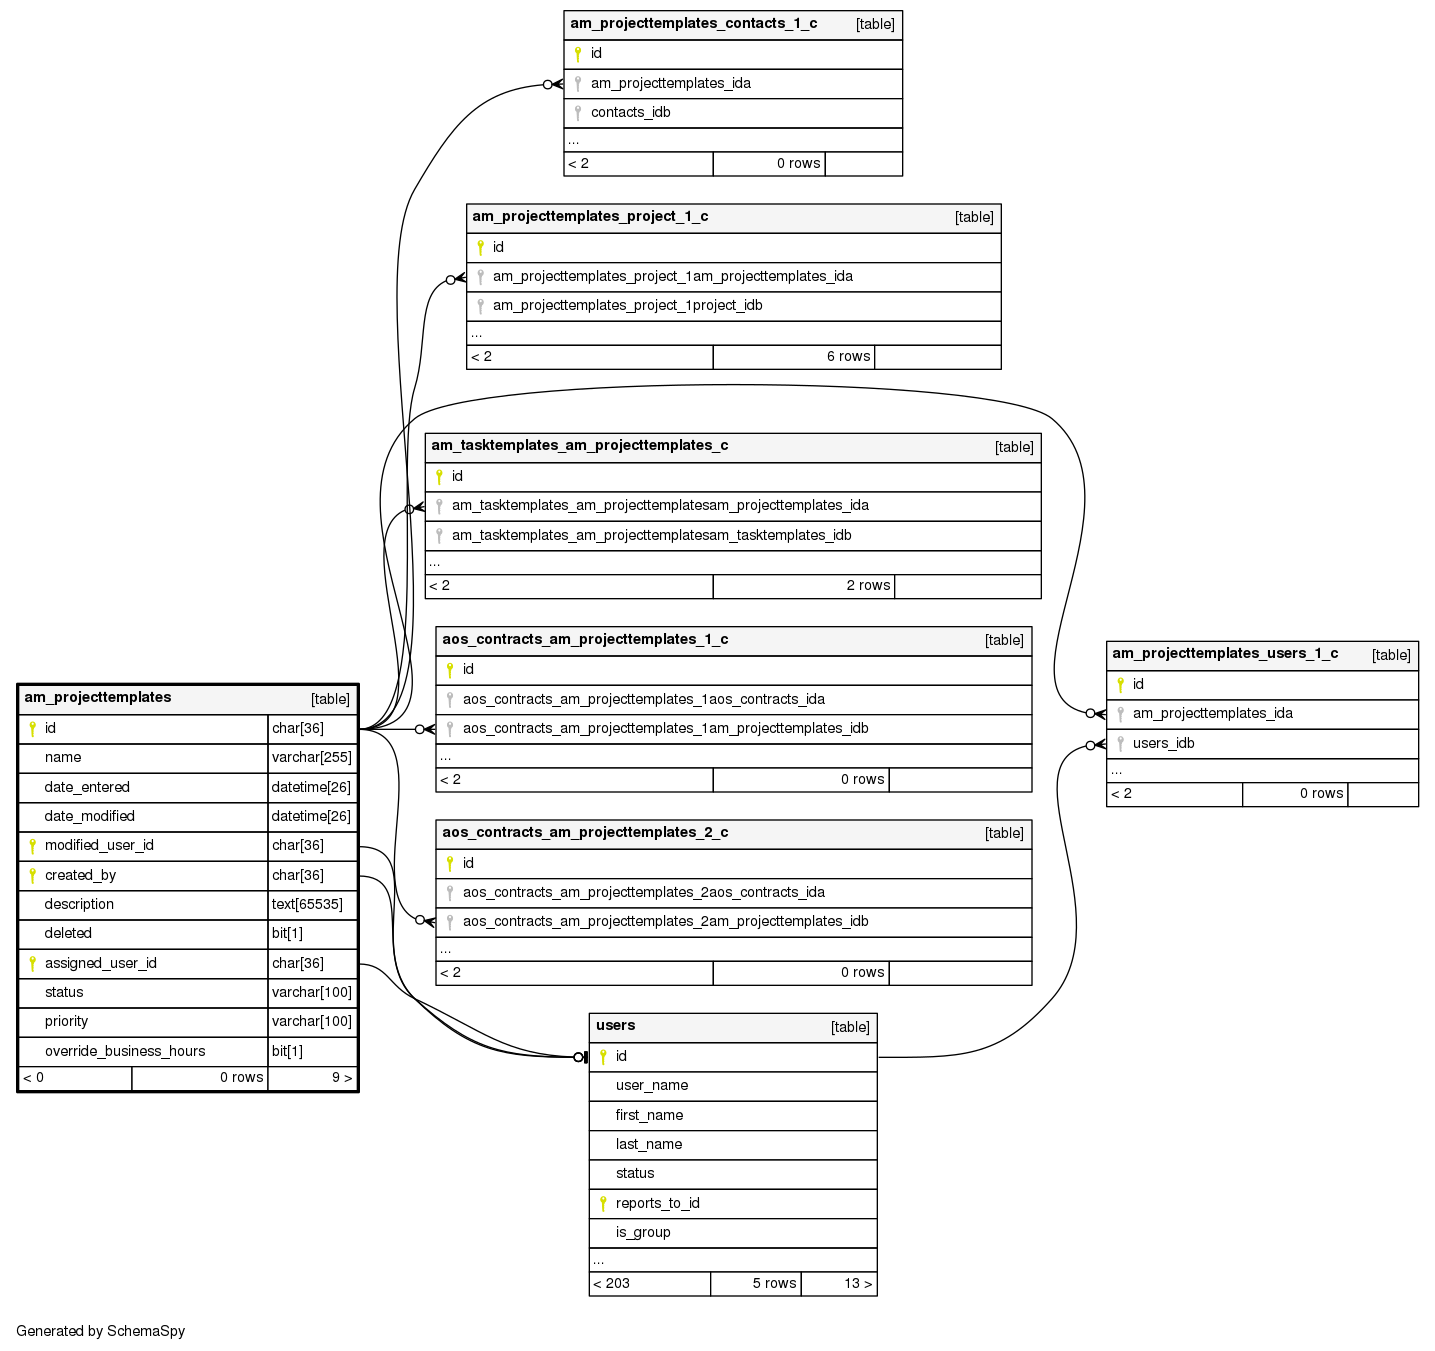 am_projecttemplates_contacts_1_c [table]
id
am_projecttemplates_ida
contacts_idb
...
< 2 0 rows
am_projecttemplates_project_1_c [table]
id
am_projecttemplates_project_1am_projecttemplates_ida
am_projecttemplates_project_1project_idb
...
< 2 6 rows
am_tasktemplates_am_projecttemplates_c [table]
id
am_tasktemplates_am_projecttemplatesam_projecttemplates_ida
am_tasktemplates_am_projecttemplatesam_tasktemplates_idb
...
< 2 2 rows
aos_contracts_am_projecttemplates_1_c [table]
id
aos_contracts_am_projecttemplates_1aos_contracts_ida
aos_contracts_am_projecttemplates_1am_projecttemplates_idb
...
< 2 0 rows
am_projecttemplates_users_1_c [table]
id
am_projecttemplates_ida
users_idb
...
< 2 0 rows
am_projecttemplates [table]
id char[36]
name varchar[255]
date_entered datetime[26]
date_modified datetime[26]
modified_user_id char[36]
created_by char[36]
description text[65535]
deleted bit[1]
assigned_user_id char[36]
status varchar[100]
priority varchar[100]
override_business_hours bit[1]
< 0 0 rows 9 >
aos_contracts_am_projecttemplates_2_c [table]
id
aos_contracts_am_projecttemplates_2aos_contracts_ida
aos_contracts_am_projecttemplates_2am_projecttemplates_idb
...
< 2 0 rows
users [table]
id
user_name
first_name
last_name
status
reports_to_id
is_group
...
< 203 5 rows 13 >
Generated by SchemaSpy